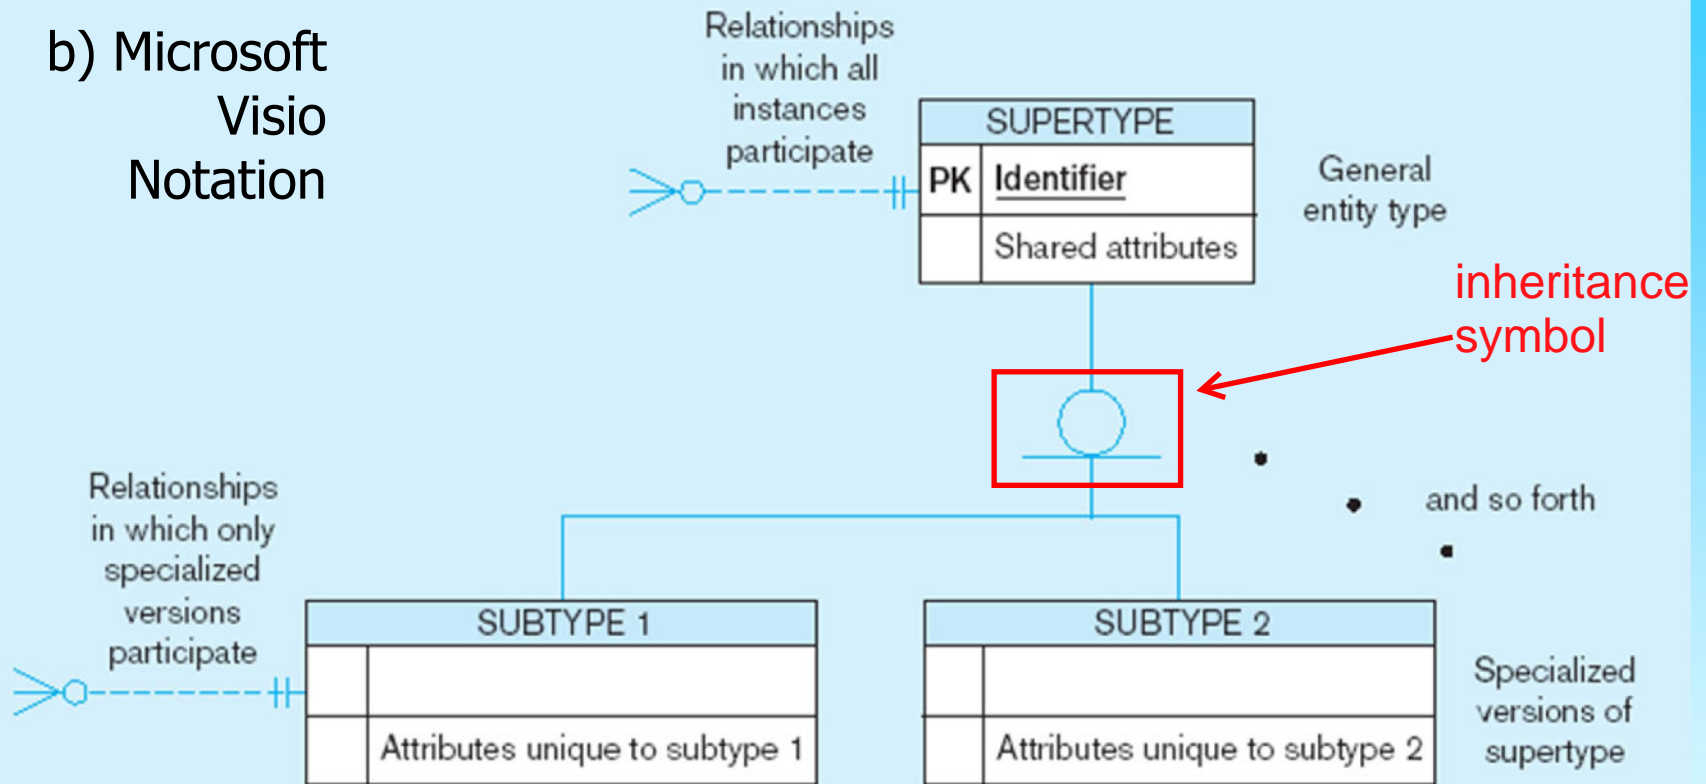 b) Microsoft
Visio
Notation
Relationships
in which all
instances
participate
SUPERTYPE
PK Identifier
Shared attributes
General
entity type
inheritance
symbol
and so forth
Relationships
in which only
specialized
versions
participate
SUBTYPE 1
Attributes unique to subtype 1
SUBTYPE 2
Attributes unique to subtype 2
Specialized
versions of
supertype